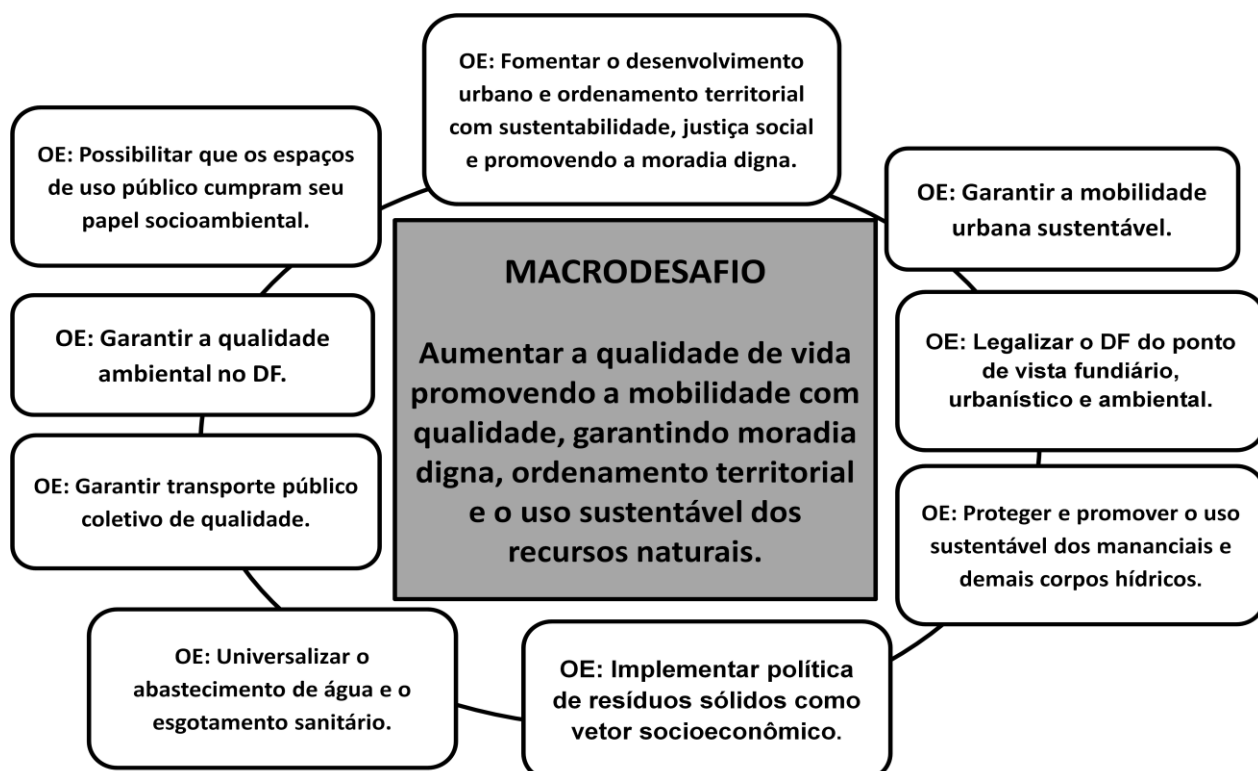 OE: Fomentar o desenvolvimento
urbano e ordenamento territorial
com sustentabilidade, justiça social
e promovendo a moradia digna.
OE: Possibilitar que os espaços
de uso público cumpram seu
papel socioambiental.
OE: Garantir a mobilidade
urbana sustentável.
MACRODESAFIO
Aumentar a qualidade de vida
promovendo a mobilidade com
qualidade, garantindo moradia
digna, ordenamento territorial
e o uso sustentável dos
recursos naturais.
OE: Garantir a qualidade
ambiental no DF.
OE: Legalizar o DF do ponto
de vista fundiário,
urbanístico e ambiental.
OE: Garantir transporte público
coletivo de qualidade.
OE: Proteger e promover o uso
sustentável dos mananciais e
demais corpos hídricos.
OE: Universalizar o
abastecimento de água e o
esgotamento sanitário.
OE: Implementar política
de resíduos sólidos como
vetor socioeconômico.